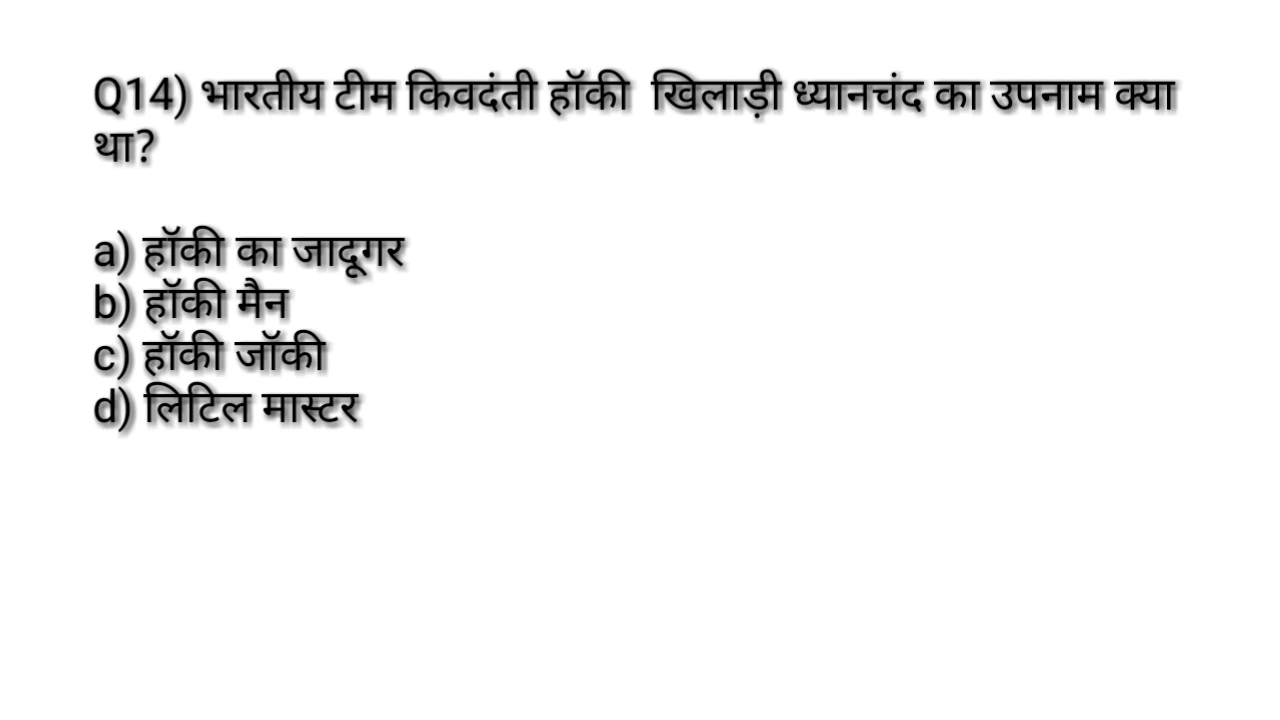 Q14) भारतीय टीम किवदंती हॉकी  खिलाड़ी ध्यानचंद का उपनाम क्या
था?
a) हॉकी का जादूगर
b) हॉकी मैन
c) हॉकी जॉकी
d) लिटिल मास्टर